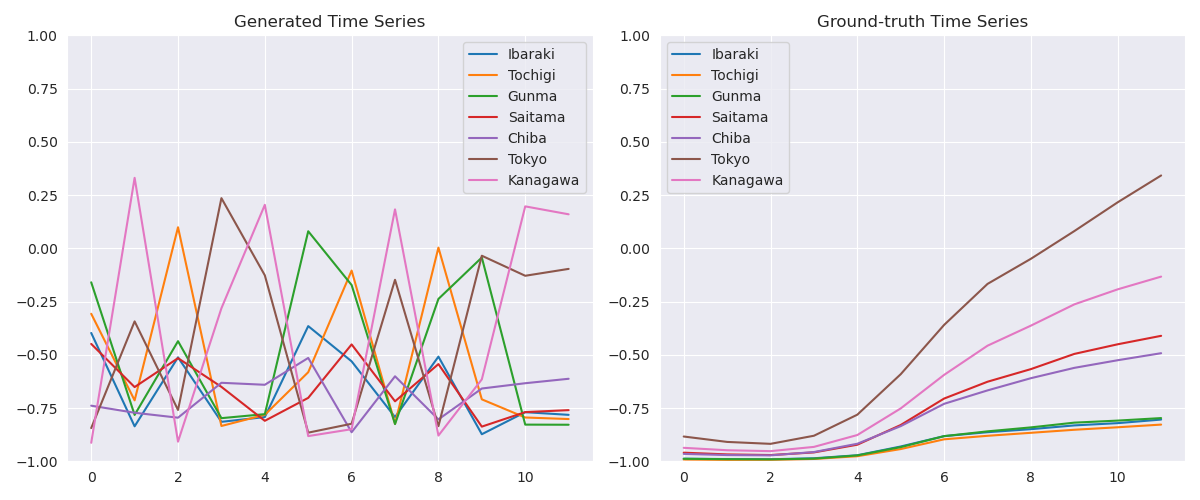 Generated Time Series
1.00
0.75
0.50
0.25
0.00
−0.25
−0.50
−0.75
−1.00
0 2 4 6 8 10
Ibaraki
Tochigi
Gunma
Saitama
Chiba
Tokyo
Kanagawa
Ground-truth Time Series
1.00
0.75
0.50
0.25
0.00
−0.25
−0.50
−0.75
−1.00
0 2 4 6 8 10
Ibaraki
Tochigi
Gunma
Saitama
Chiba
Tokyo
Kanagawa